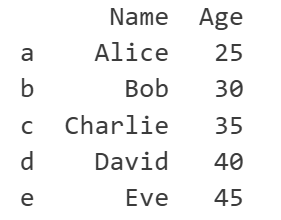 Name Age
a Alice 25
b Bob 30
c Charlie 35
d David 40
e Eve 45